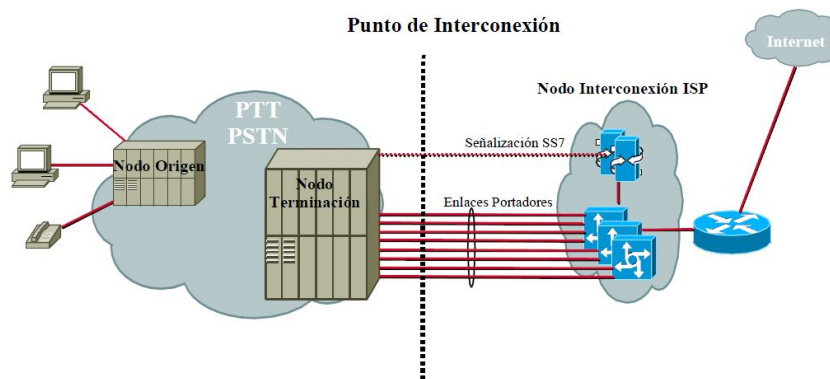 Punto de Interconexión
Internet
Nodo Interconexión ISP
PTT
PSTN
Señalización SS7
Nodo Origen
Nodo
Terminación
Enlaces Portadores